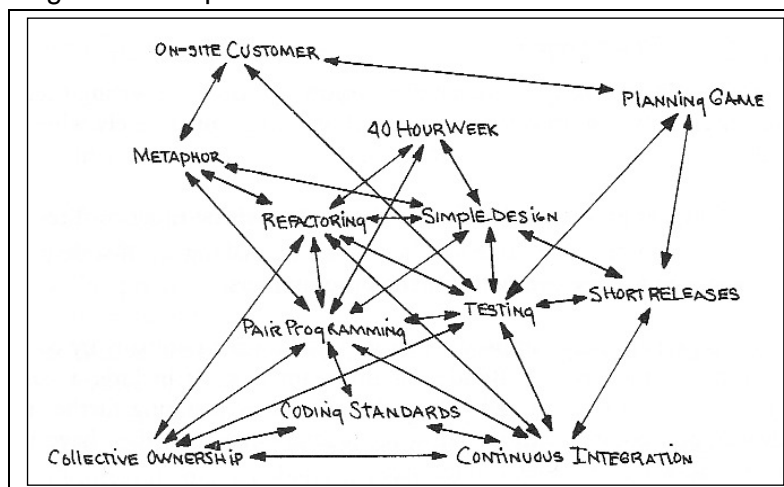 ON-SITE CUSTOMER
PLANNING GAME
40 HOUR WEEK
METAPHOR
REFACTORING
SIMPLE DESIGN
SHORT RELEASES
TESTING
PAIR PROGRAMMING
CODING STANDARDS
COLLECTIVE OWNERSHIP
CONTINUOUS INTEGRATION